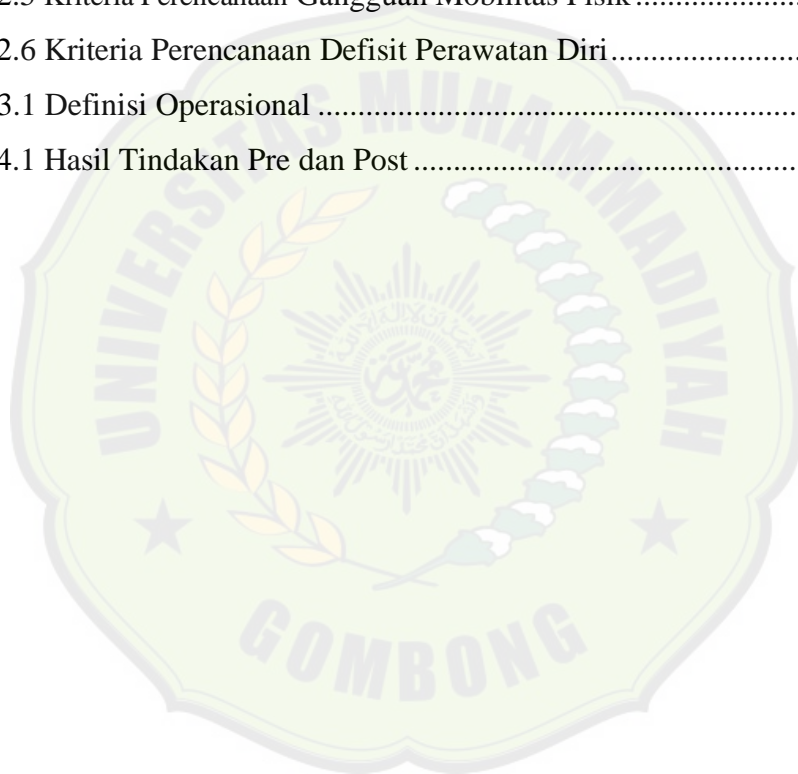 2.5 Kriteria Perencanaan Gangguan Mobilitas Fisik .......................
2.6 Kriteria Perencanaan Defisit Perawatan Diri ..........................
3.1 Definisi Operasional ...................................................................
4.1 Hasil Tindakan Pre dan Post ......................................................
UNIVERSITAS MUHAMMADIYAH
GOMBONG